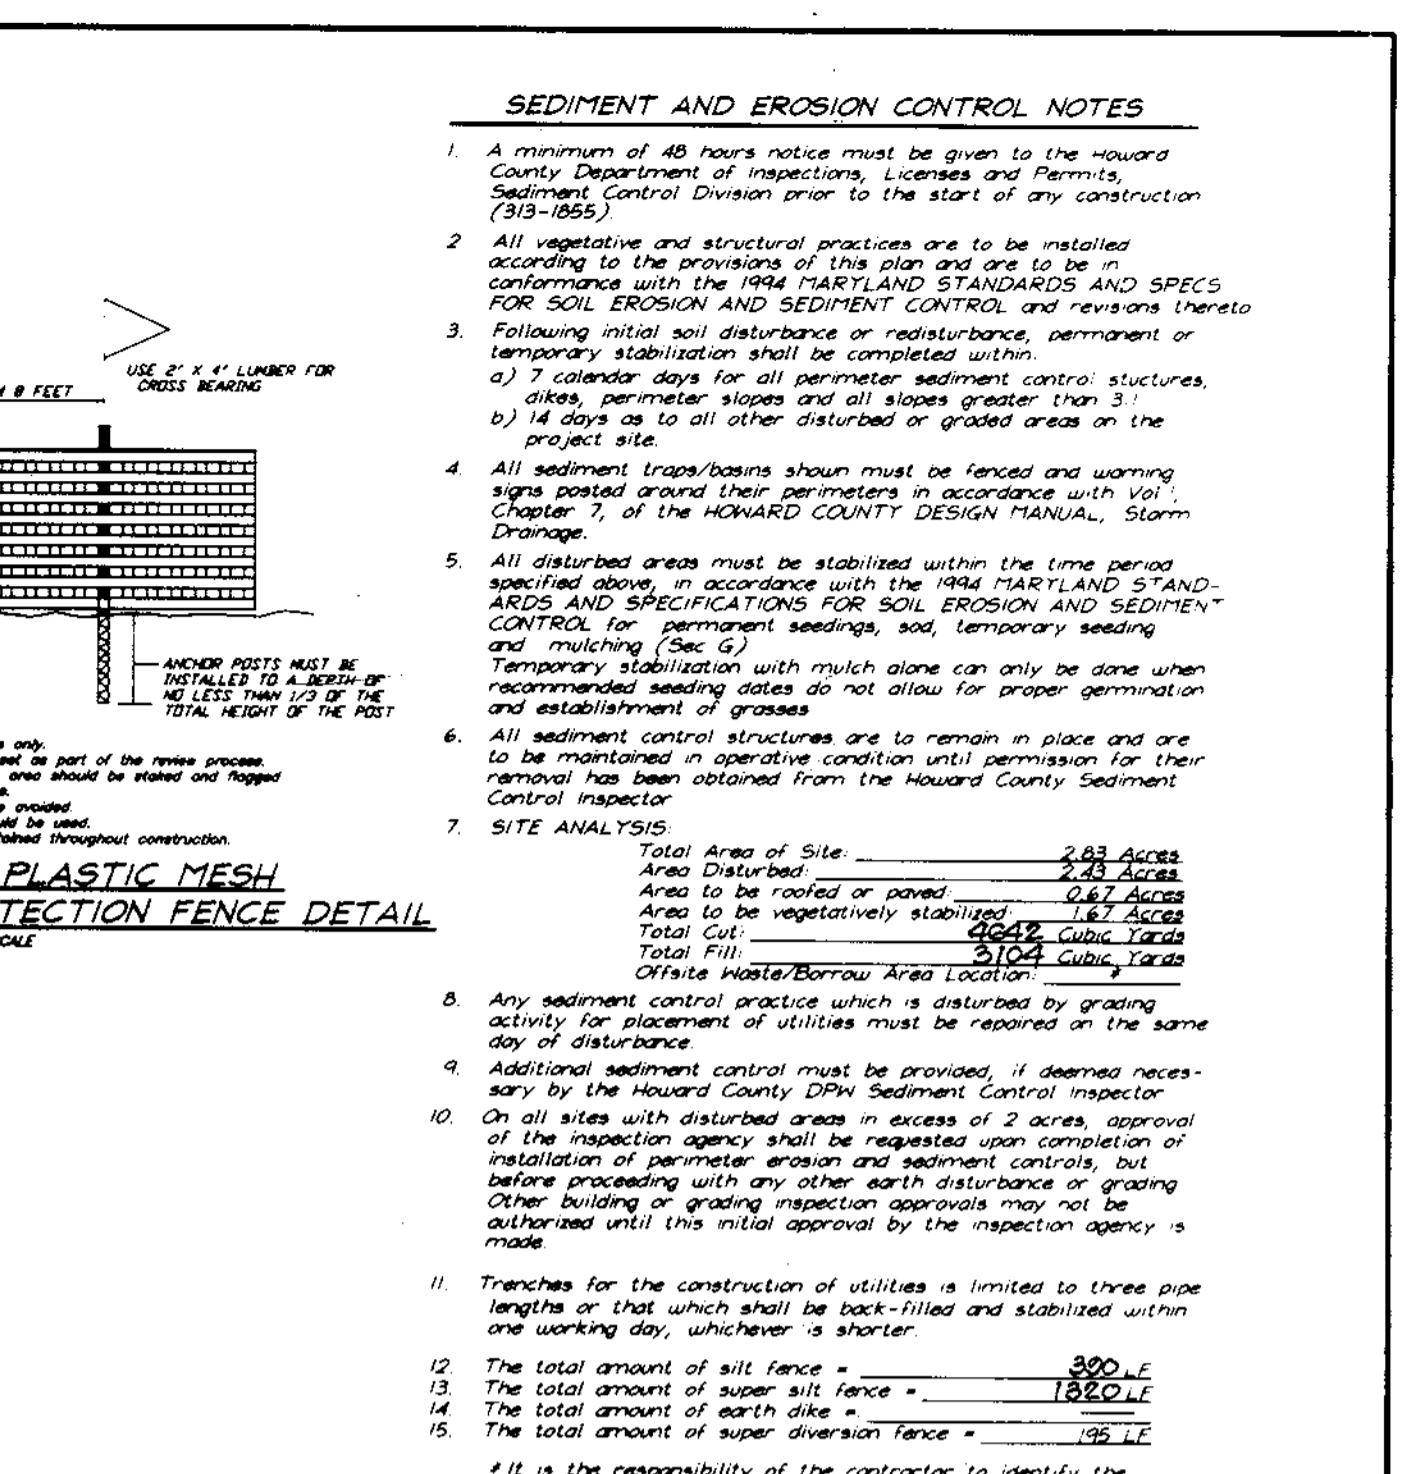 SEDIMENT AND EROSION CONTROL NOTES
1. A minimum of 48 hours notice must be given to the Howard
County Department of Inspections, Licenses and Permits,
Sediment Control Division prior to the start of any construction
(313-1855).
2 All vegetative and structural practices are to be installed
according to the provisions of this plan and are to be in
conformance with the 1994 MARYLAND STANDARDS AND SPECS
FOR SOIL EROSION AND SEDIMENT CONTROL and revisions thereto
3. Following initial soil disturbance or redisturbance, permanent or
temporary stabilization shall be completed within.
a) 7 calendar days for all perimeter sediment control stuctures,
dikes, perimeter slopes and all slopes greater than 3:1
b) 14 days as to all other disturbed or graded areas on the
project site.
4. All sediment traps/basins shown must be fenced and warning
signs posted around their perimeters in accordance with Vol 1,
Chapter 7, of the HOWARD COUNTY DESIGN MANUAL, Storm
Drainage.
5. All disturbed areas must be stabilized within the time period
specified above, in accordance with the 1994 MARYLAND STAND-
ARDS AND SPECIFICATIONS FOR SOIL EROSION AND SEDIMENT
CONTROL for permanent seedings, sod, temporary seeding
and mulching (Sec G)
Temporary stabilization with mulch alone can only be done when
recommended seeding dates do not allow for proper germination
and establishment of grasses
6. All sediment control structures are to remain in place and are
to be maintained in operative condition until permission for their
removal has been obtained from the Howard County Sediment
Control Inspector
7. SITE ANALYSIS:
Total Area of Site: 2.83 Acres
Area Disturbed: 2.43 Acres
Area to be roofed or paved: 0.67 Acres
Area to be vegetatively stabilized: 1.67 Acres
Total Cut: 4642 Cubic Yards
Total Fill: 3104 Cubic Yards
Offsite Waste/Borrow Area Location: *
8. Any sediment control practice which is disturbed by grading
activity for placement of utilities must be repaired on the same
day of disturbance.
9. Additional sediment control must be provided, if deemed neces-
sary by the Howard County DPW Sediment Control Inspector
10. On all sites with disturbed areas in excess of 2 acres, approval
of the inspection agency shall be requested upon completion of
installation of perimeter erosion and sediment controls, but
before proceeding with any other earth disturbance or grading
Other building or grading inspection approvals may not be
authorized until this initial approval by the inspection agency is
made.
11. Trenches for the construction of utilities is limited to three pipe
lengths or that which shall be back-filled and stabilized within
one working day, whichever is shorter.
12. The total amount of silt fence = 390 LF
13. The total amount of super silt fence = 1320 LF
14. The total amount of earth dike =
15. The total amount of super diversion fence = 195 LF
* It is the responsibility of the contractor to identify the
USE 2" X 4" LUMBER FOR
CROSS BEARING
8 FEET
ANCHOR POSTS MUST BE
INSTALLED TO A DEPTH OF
NO LESS THAN 1/3 OF THE
TOTAL HEIGHT OF THE POST
only.
set as part of the review process.
area should be staked and flagged
avoided.
be used.
throughout construction.
PLASTIC MESH
TECTION FENCE DETAIL
CALE